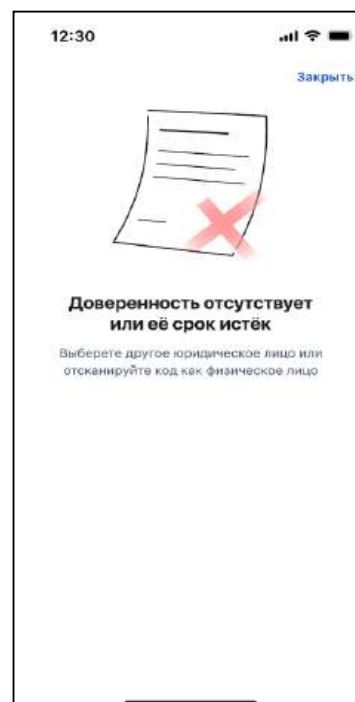 12:30
Закрыть
Доверенность отсутствует
или её срок истёк
Выберете другое юридическое лицо или
отсканируйте код как физическое лицо